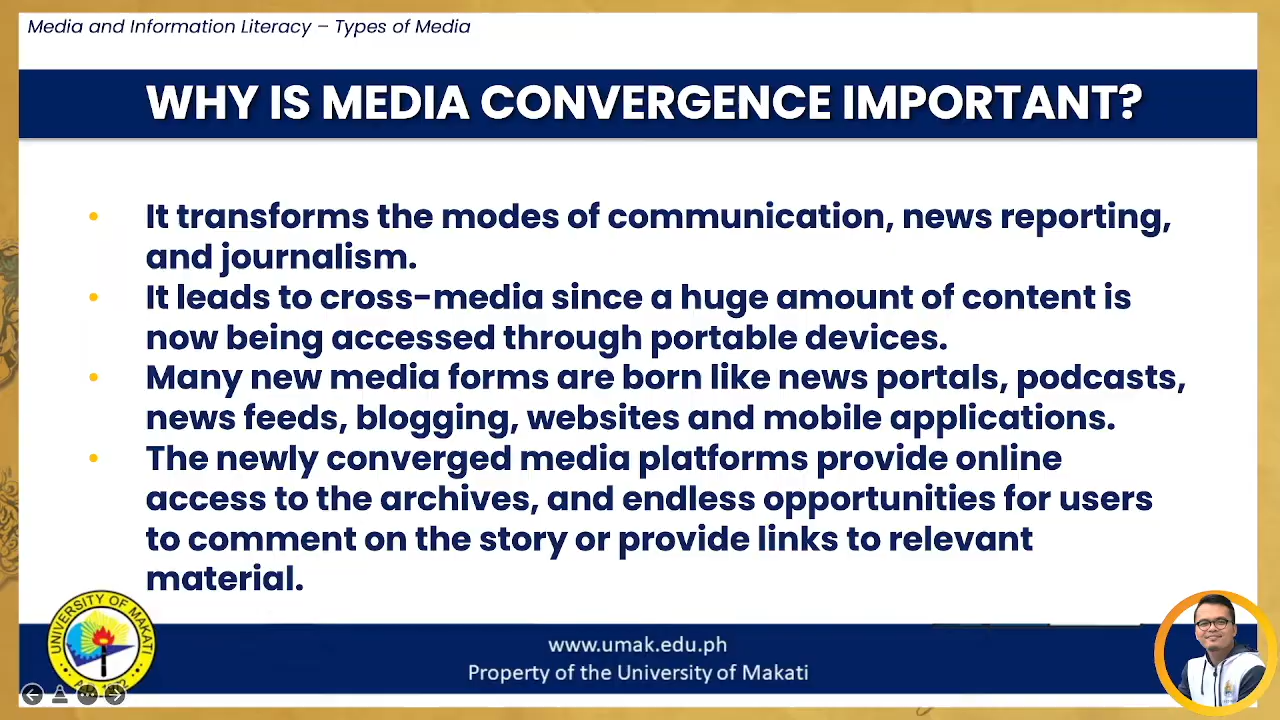 Media and Information Literacy – Types of Media
WHY IS MEDIA CONVERGENCE IMPORTANT?
• It transforms the modes of communication, news reporting,
and journalism.
• It leads to cross-media since a huge amount of content is
now being accessed through portable devices.
• Many new media forms are born like news portals, podcasts,
news feeds, blogging, websites and mobile applications.
• The newly converged media platforms provide online
access to the archives, and endless opportunities for users
to comment on the story or provide links to relevant
material.
UNIVERSITY OF MAKATI
www.umak.edu.ph
Property of the University of Makati